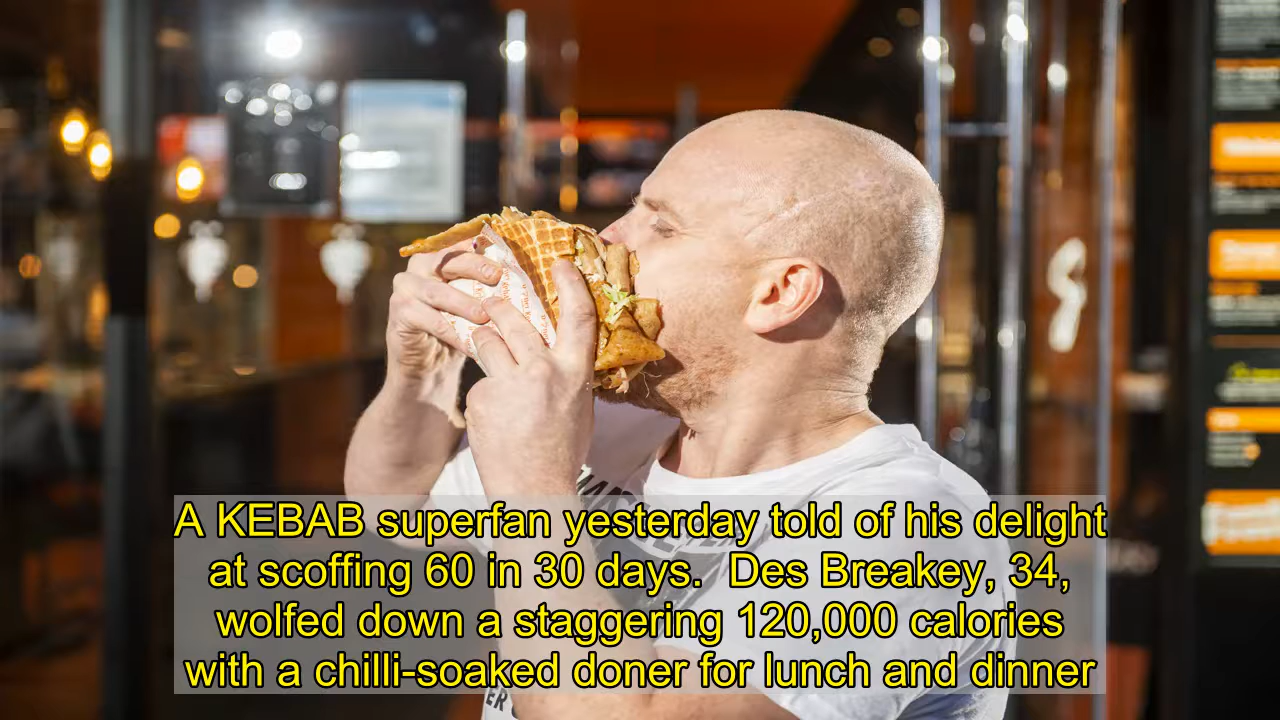 A KEBAB superfan yesterday told of his delight
at scoffing 60 in 30 days.  Des Breakey, 34,
wolfed down a staggering 120,000 calories
with a chilli-soaked doner for lunch and dinner